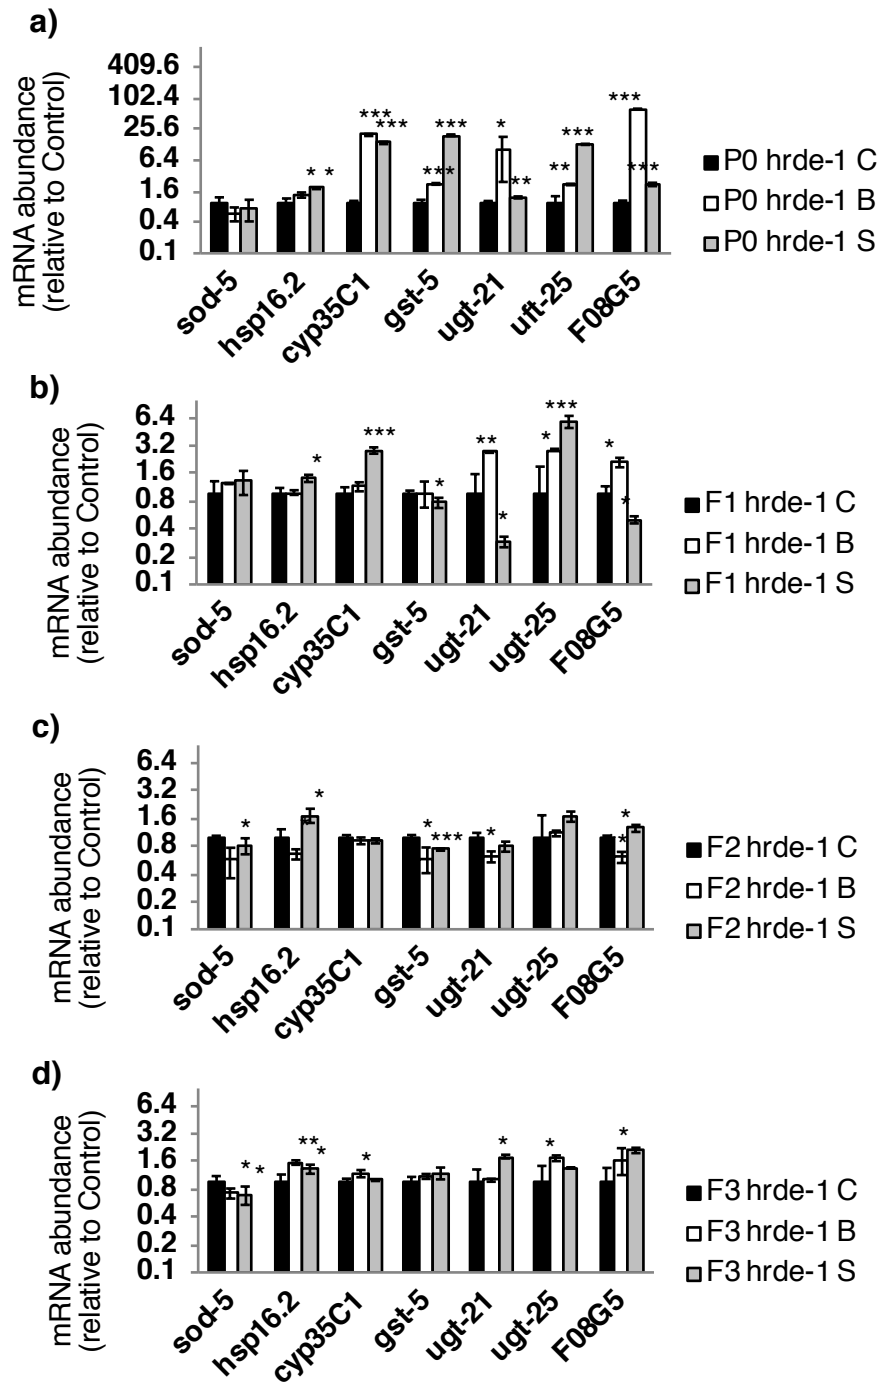 a)
mRNA abundance
(relative to Control)
409.6
102.4
25.6
6.4
1.6
0.4
0.1
* *
***
***
***
***
*
**
**
***
***
***
sod-5
hsp16.2
cyp35C1
gst-5
ugt-21
uft-25
F08G5
P0 hrde-1 C
P0 hrde-1 B
P0 hrde-1 S
b)
mRNA abundance
(relative to Control)
6.4
3.2
1.6
0.8
0.4
0.2
0.1
*
***
*
**
*
*
***
*
*
sod-5
hsp16.2
cyp35C1
gst-5
ugt-21
ugt-25
F08G5
F1 hrde-1 C
F1 hrde-1 B
F1 hrde-1 S
c)
mRNA abundance
(relative to Control)
6.4
3.2
1.6
0.8
0.4
0.2
0.1
*
*
*
***
*
*
*
sod-5
hsp16.2
cyp35C1
gst-5
ugt-21
ugt-25
F08G5
F2 hrde-1 C
F2 hrde-1 B
F2 hrde-1 S
d)
mRNA abundance
(relative to Control)
6.4
3.2
1.6
0.8
0.4
0.2
0.1
* *
**
*
*
*
*
*
sod-5
hsp16.2
cyp35C1
gst-5
ugt-21
ugt-25
F08G5
F3 hrde-1 C
F3 hrde-1 B
F3 hrde-1 S